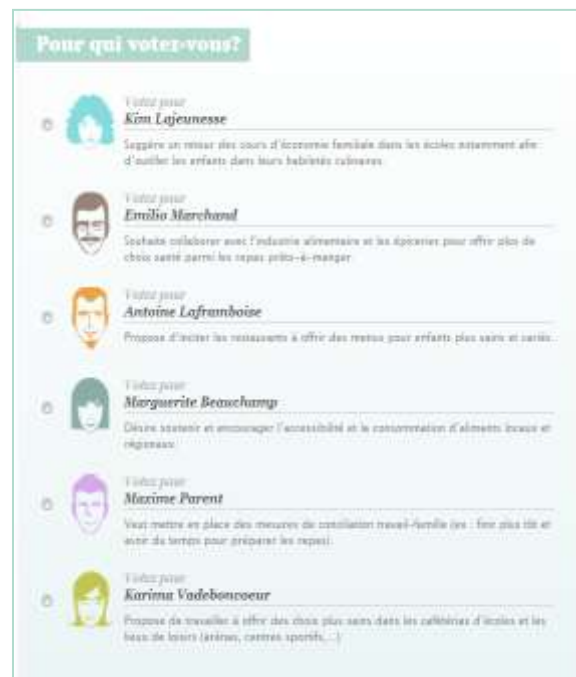 Pour qui votez-vous?
Votez pour
Kim Lajeunesse
Suggère un retour des cours d'économie familiale dans les écoles notamment afin
d'outiller les enfants dans leurs habiletés culinaires.
Votez pour
Emilio Marchand
Souhaite collaborer avec l'industrie alimentaire et les épiceries pour offrir plus de
choix santé parmi les repas prêts-à-manger.
Votez pour
Antoine Laframboise
Propose d'inciter les restaurants à offrir des menus pour enfants plus sains et variés.
Votez pour
Marguerite Beauchamp
Désire soutenir et encourager l'accessibilité et la consommation d'aliments locaux et
régionaux.
Votez pour
Maxime Parent
Veut mettre en place des mesures de conciliation travail-famille (ex : finir plus tôt et
avoir du temps pour préparer les repas).
Votez pour
Karima Vadeboncoeur
Propose de travailler à offrir des choix plus sains dans les cafétérias d'écoles et les
lieux de loisirs (arénas, centres sportifs,...)